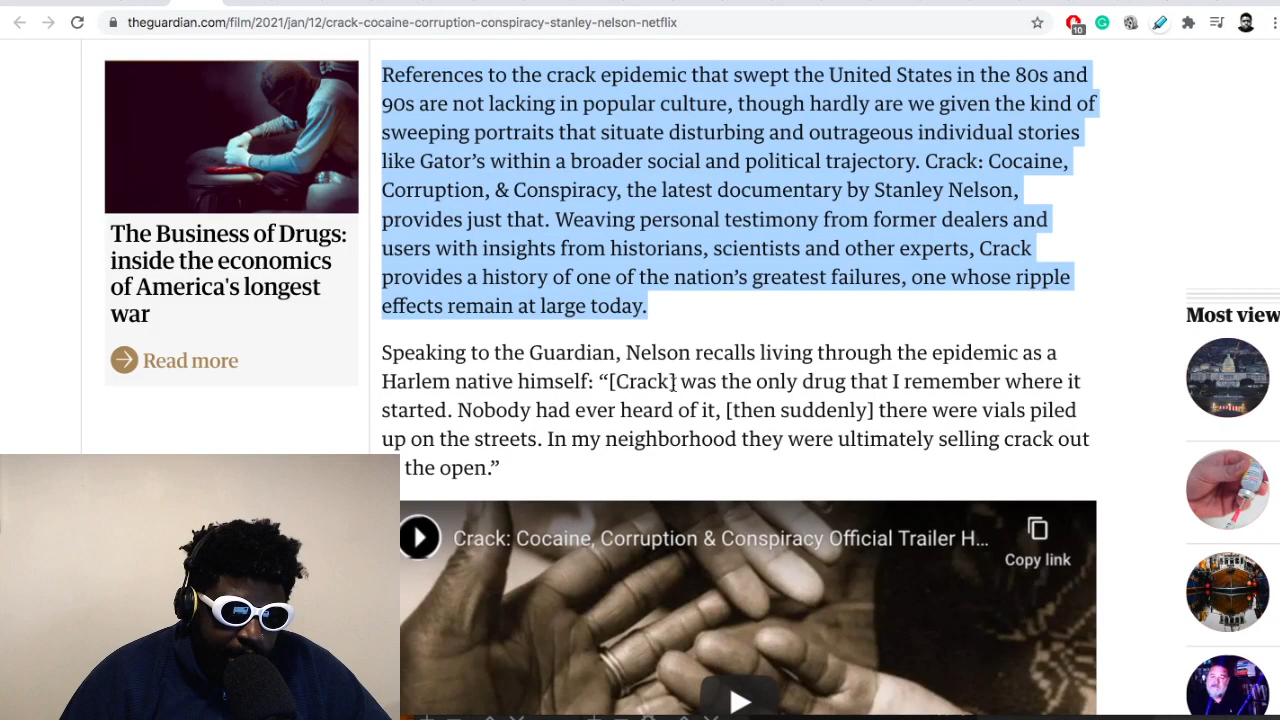 theguardian.com/film/2021/jan/12/crack-cocaine-corruption-conspiracy-stanley-nelson-netflix
10
References to the crack epidemic that swept the United States in the 80s and
90s are not lacking in popular culture, though hardly are we given the kind of
sweeping portraits that situate disturbing and outrageous individual stories
like Gator’s within a broader social and political trajectory. Crack: Cocaine,
Corruption, & Conspiracy, the latest documentary by Stanley Nelson,
provides just that. Weaving personal testimony from former dealers and
users with insights from historians, scientists and other experts, Crack
provides a history of one of the nation’s greatest failures, one whose ripple
effects remain at large today.
The Business of Drugs:
inside the economics
of America's longest
war
Read more
Speaking to the Guardian, Nelson recalls living through the epidemic as a
Harlem native himself: “[Crack] was the only drug that I remember where it
started. Nobody had ever heard of it, [then suddenly] there were vials piled
up on the streets. In my neighborhood they were ultimately selling crack out
the open.”
Most view
Crack: Cocaine, Corruption & Conspiracy Official Trailer H...
Copy link